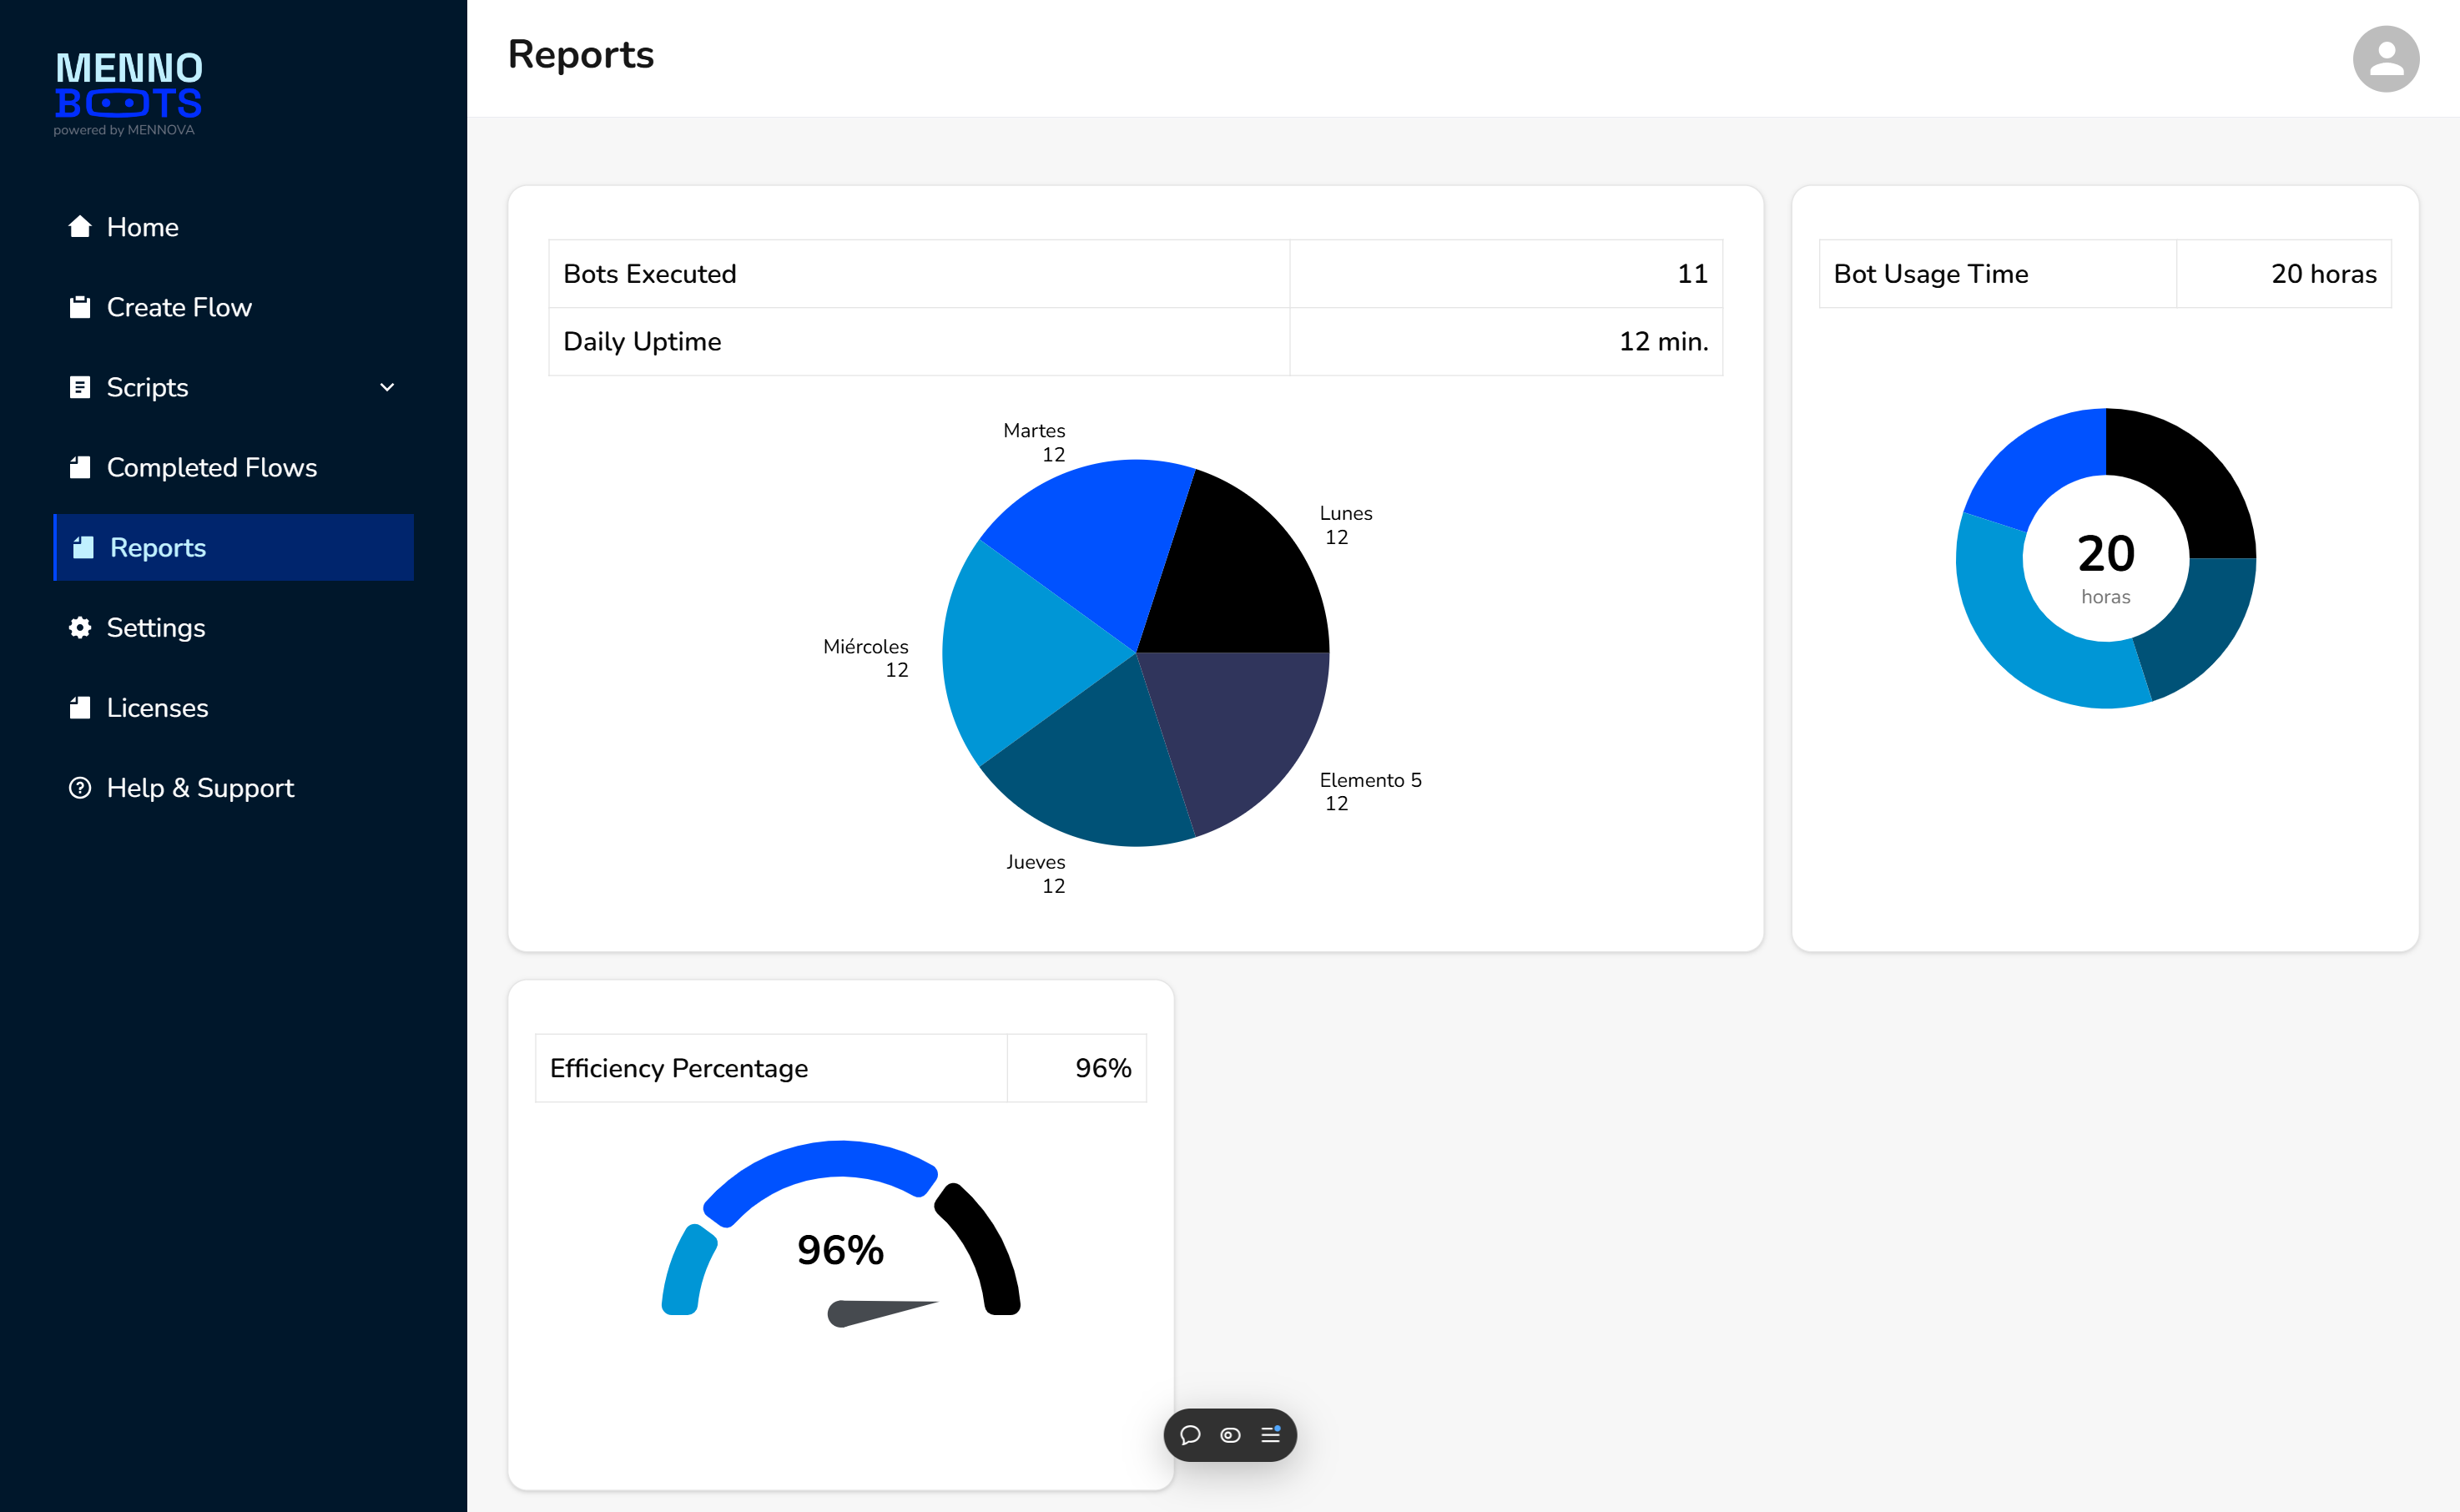 MENNO
BOTS
powered by MENNOVA
Home
Create Flow
Scripts
Completed Flows
Reports
Settings
Licenses
Help & Support
Reports
Bots Executed 11
Daily Uptime 12 min.
Martes
12
Lunes
12
Miércoles
12
Elemento 5
12
Jueves
12
Bot Usage Time 20 horas
20
horas
Efficiency Percentage 96%
96%